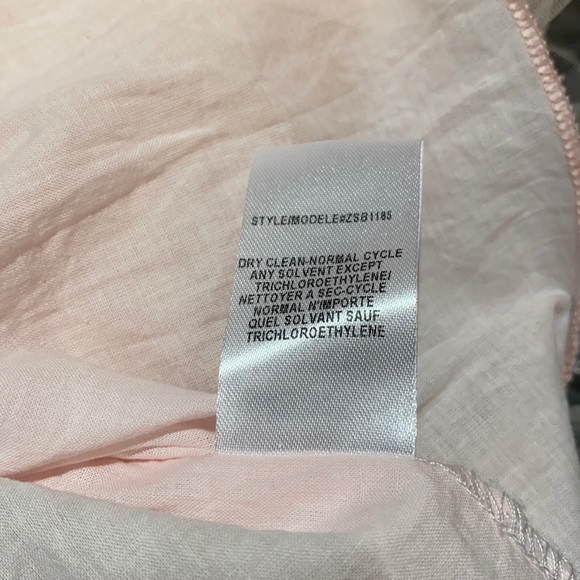 STYLE/MODELE#ZSB1185
DRY CLEAN-NORMAL CYCLE
ANY SOLVENT EXCEPT
TRICHLOROETHYLENE/
NETTOYER A SEC-CYCLE
NORMAL N'IMPORTE
QUEL SOLVANT SAUF
TRICHLOROETHYLENE